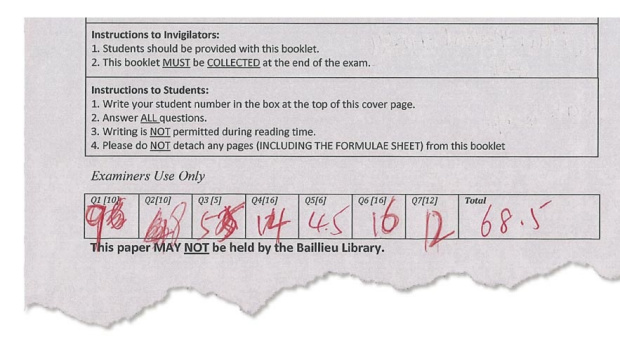 Instructions to Invigilators:
1. Students should be provided with this booklet.
2. This booklet MUST be COLLECTED at the end of the exam.
Instructions to Students:
1. Write your student number in the box at the top of this cover page.
2. Answer ALL questions.
3. Writing is NOT permitted during reading time.
4. Please do NOT detach any pages (INCLUDING THE FORMULAE SHEET) from this booklet
Examiners Use Only
Q1 [10] Q2[10] Q3 [5] Q4[16] Q5[6] Q6 [16] Q7[12] Total
9 8 5 14 4.5 16 12 68.5
This paper MAY NOT be held by the Baillieu Library.